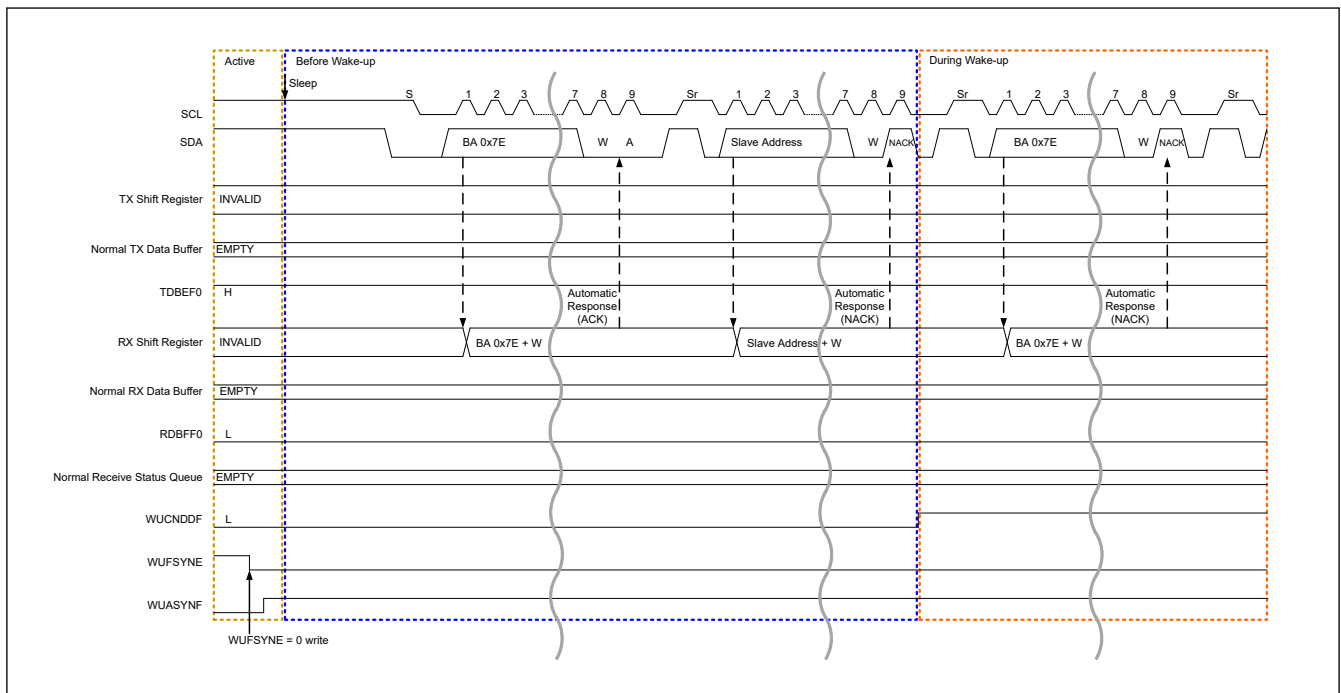 Active Before Wake-up During Wake-up
Sleep
S 1 2 3 7 8 9 Sr 1 2 3 7 8 9 Sr 1 2 3 7 8 9 Sr
SCL
SDA BA 0x7E W A Slave Address W NACK BA 0x7E W NACK
TX Shift Register INVALID
Normal TX Data Buffer EMPTY
TDBEF0 H
Automatic Automatic Automatic
Response Response Response
(ACK) (NACK) (NACK)
RX Shift Register INVALID BA 0x7E + W Slave Address + W BA 0x7E + W
Normal RX Data Buffer EMPTY
RDBFF0 L
Normal Receive Status Queue EMPTY
WUCNDDF L
WUFSYNE
WUASYNF
WUFSYNE = 0 write